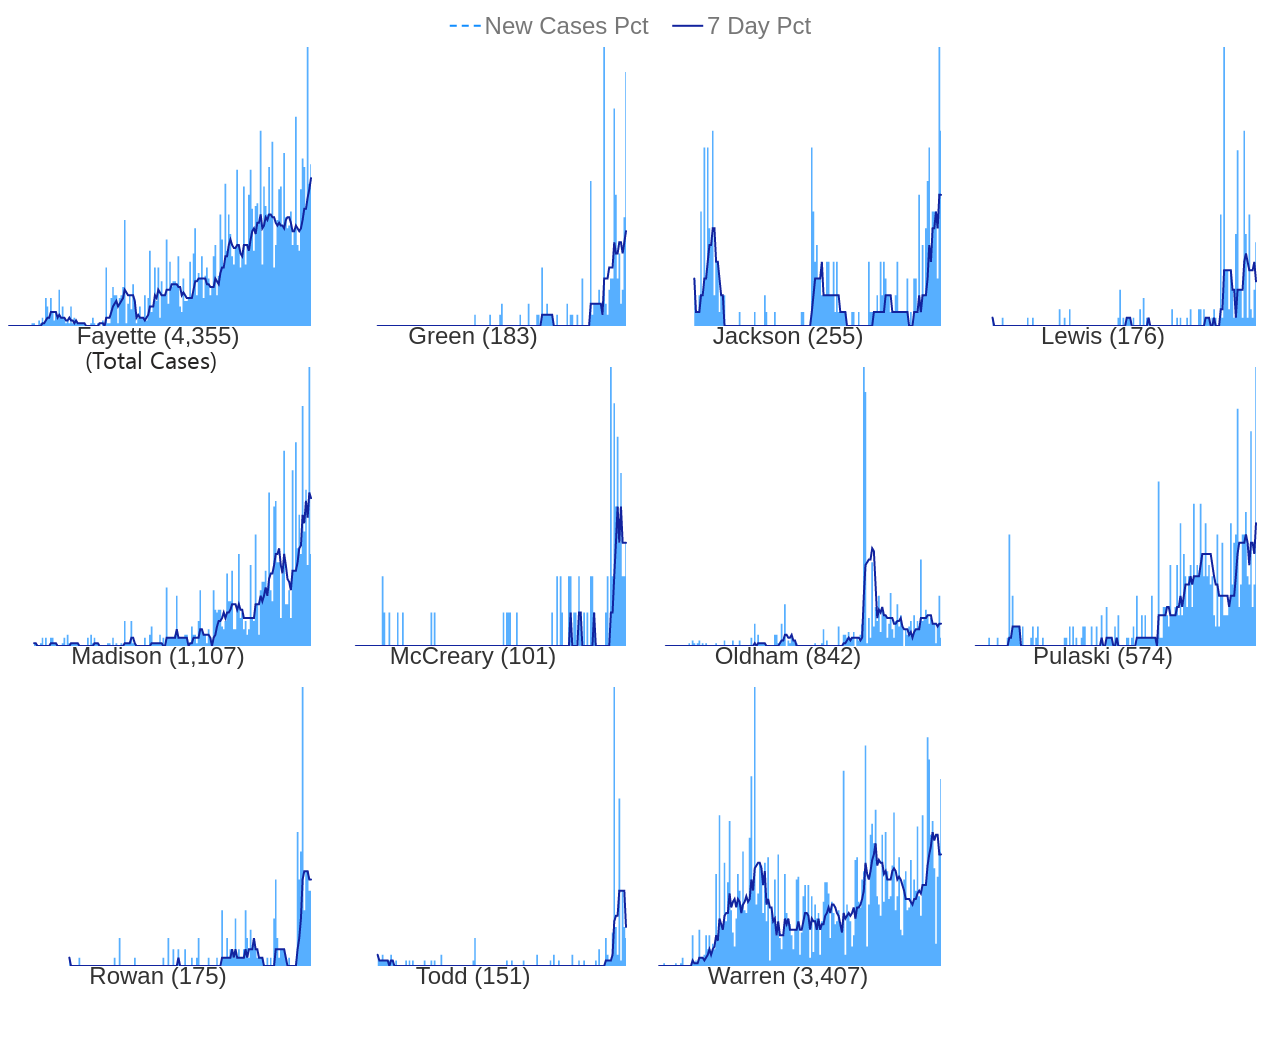 New Cases Pct 7 Day Pct
Fayette (4,355) Green (183) Jackson (255) Lewis (176)
(Total Cases)
Madison (1,107) McCreary (101) Oldham (842) Pulaski (574)
Rowan (175) Todd (151) Warren (3,407)